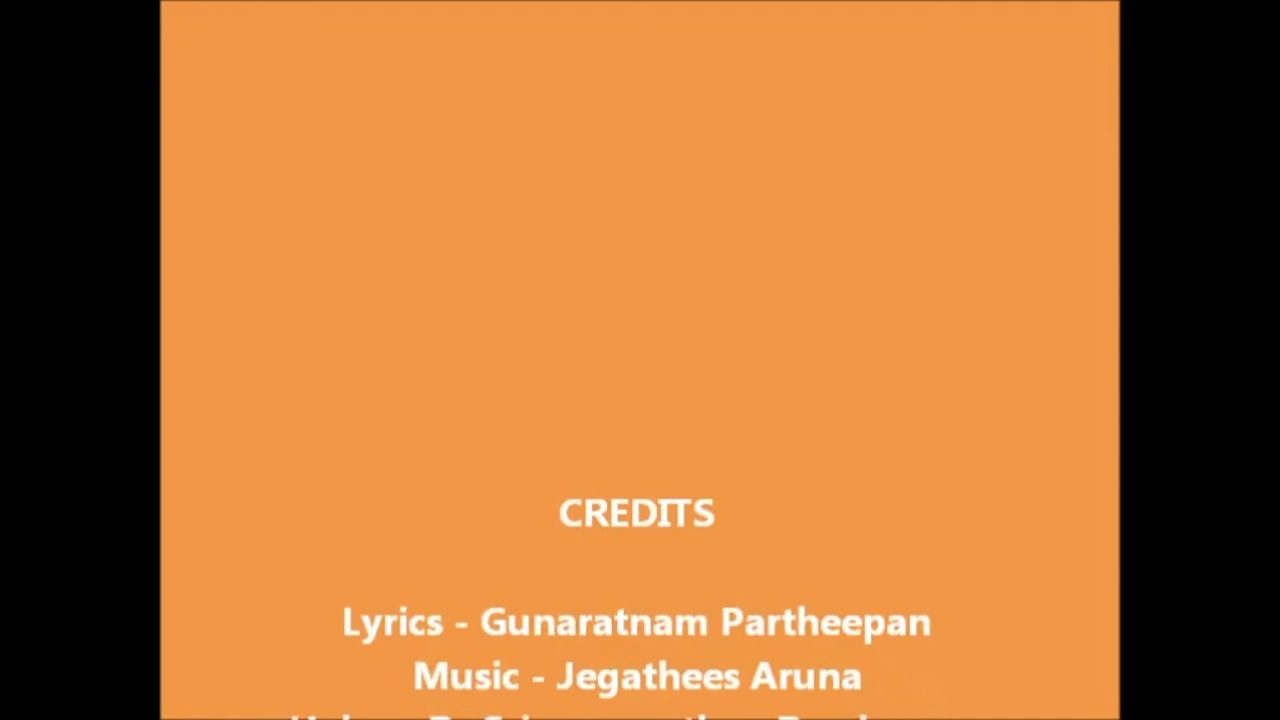 CREDITS
Lyrics - Gunaratnam Partheepan
Music - Jegathees Aruna